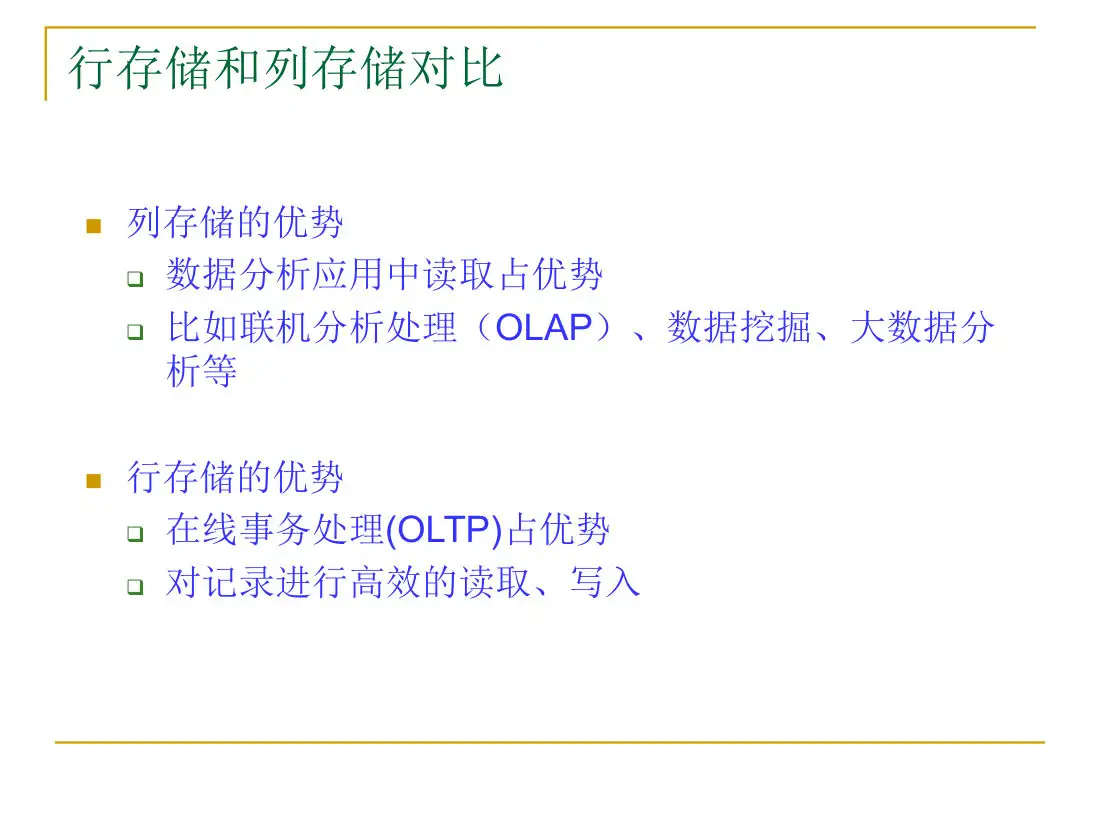 行存储和列存储对比
列存储的优势
数据分析应用中读取占优势
比如联机分析处理（OLAP）、数据挖掘、大数据分
析等
行存储的优势
在线事务处理(OLTP)占优势
对记录进行高效的读取、写入